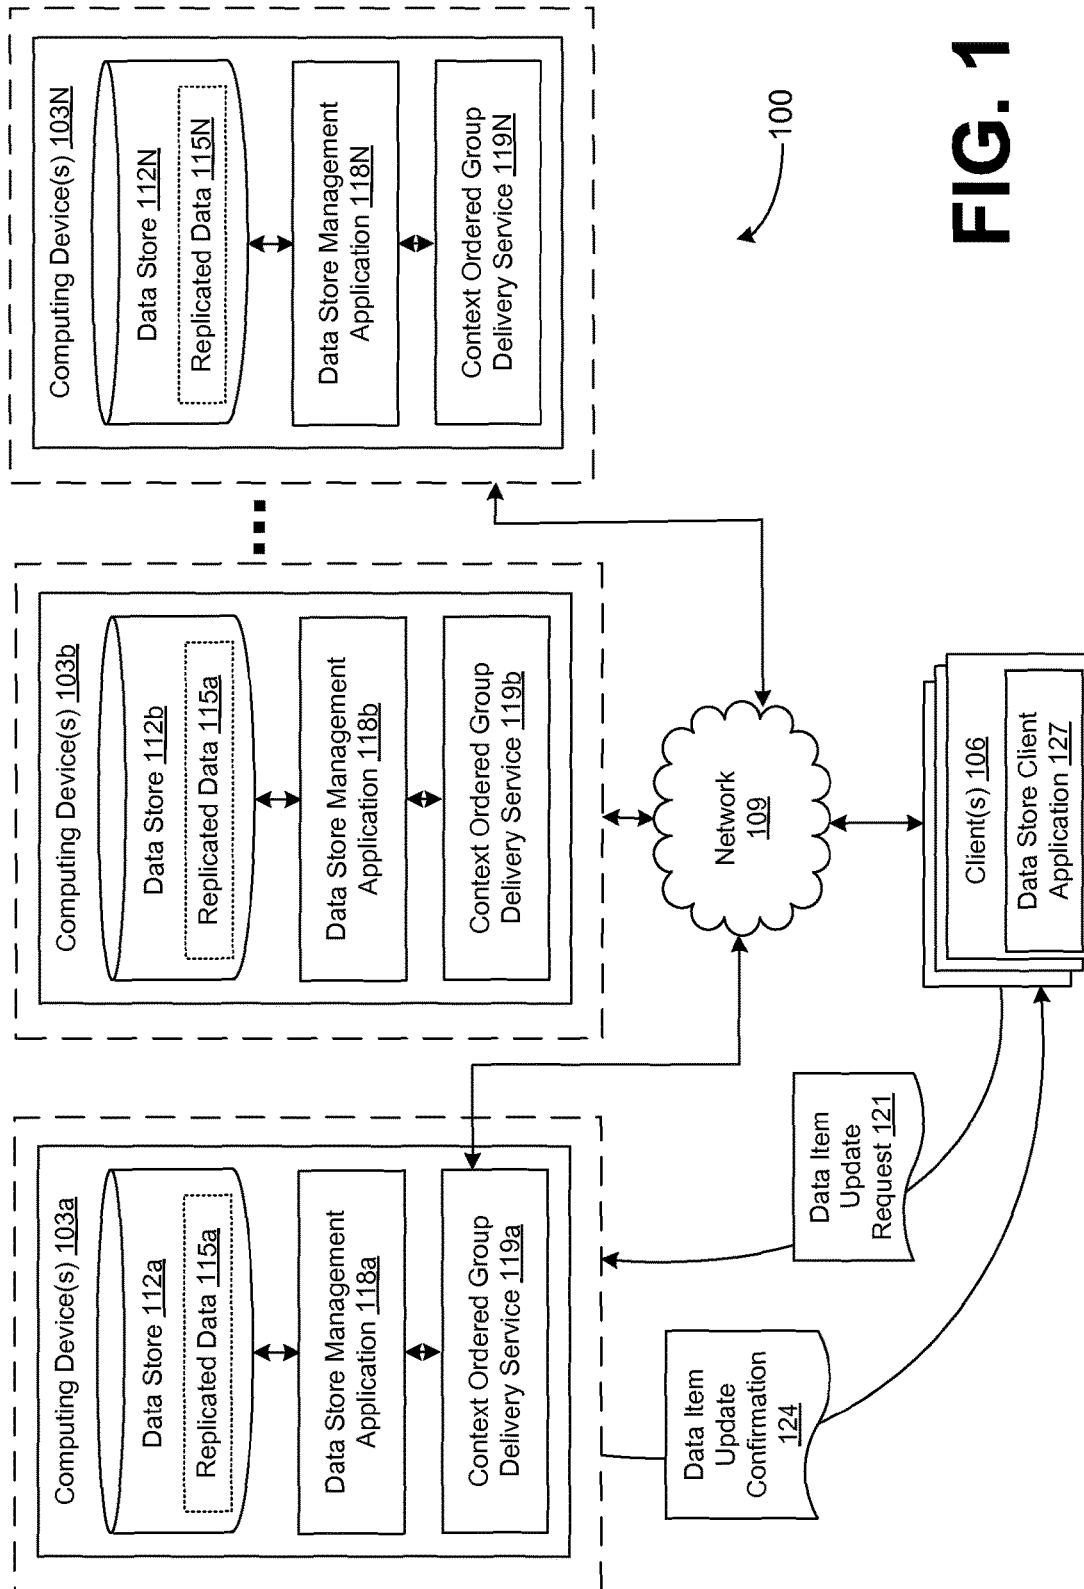 Computing Device(s) 103a
Data Store 112a
Replicated Data 115a
Data Store Management
Application 118a
Context Ordered Group
Delivery Service 119a
Computing Device(s) 103b
Data Store 112b
Replicated Data 115a
Data Store Management
Application 118b
Context Ordered Group
Delivery Service 119b
...
Computing Device(s) 103N
Data Store 112N
Replicated Data 115N
Data Store Management
Application 118N
Context Ordered Group
Delivery Service 119N
Data Item
Update
Confirmation
124
Data Item
Update
Request 121
Network
109
Client(s) 106
Data Store Client
Application 127
100
FIG. 1